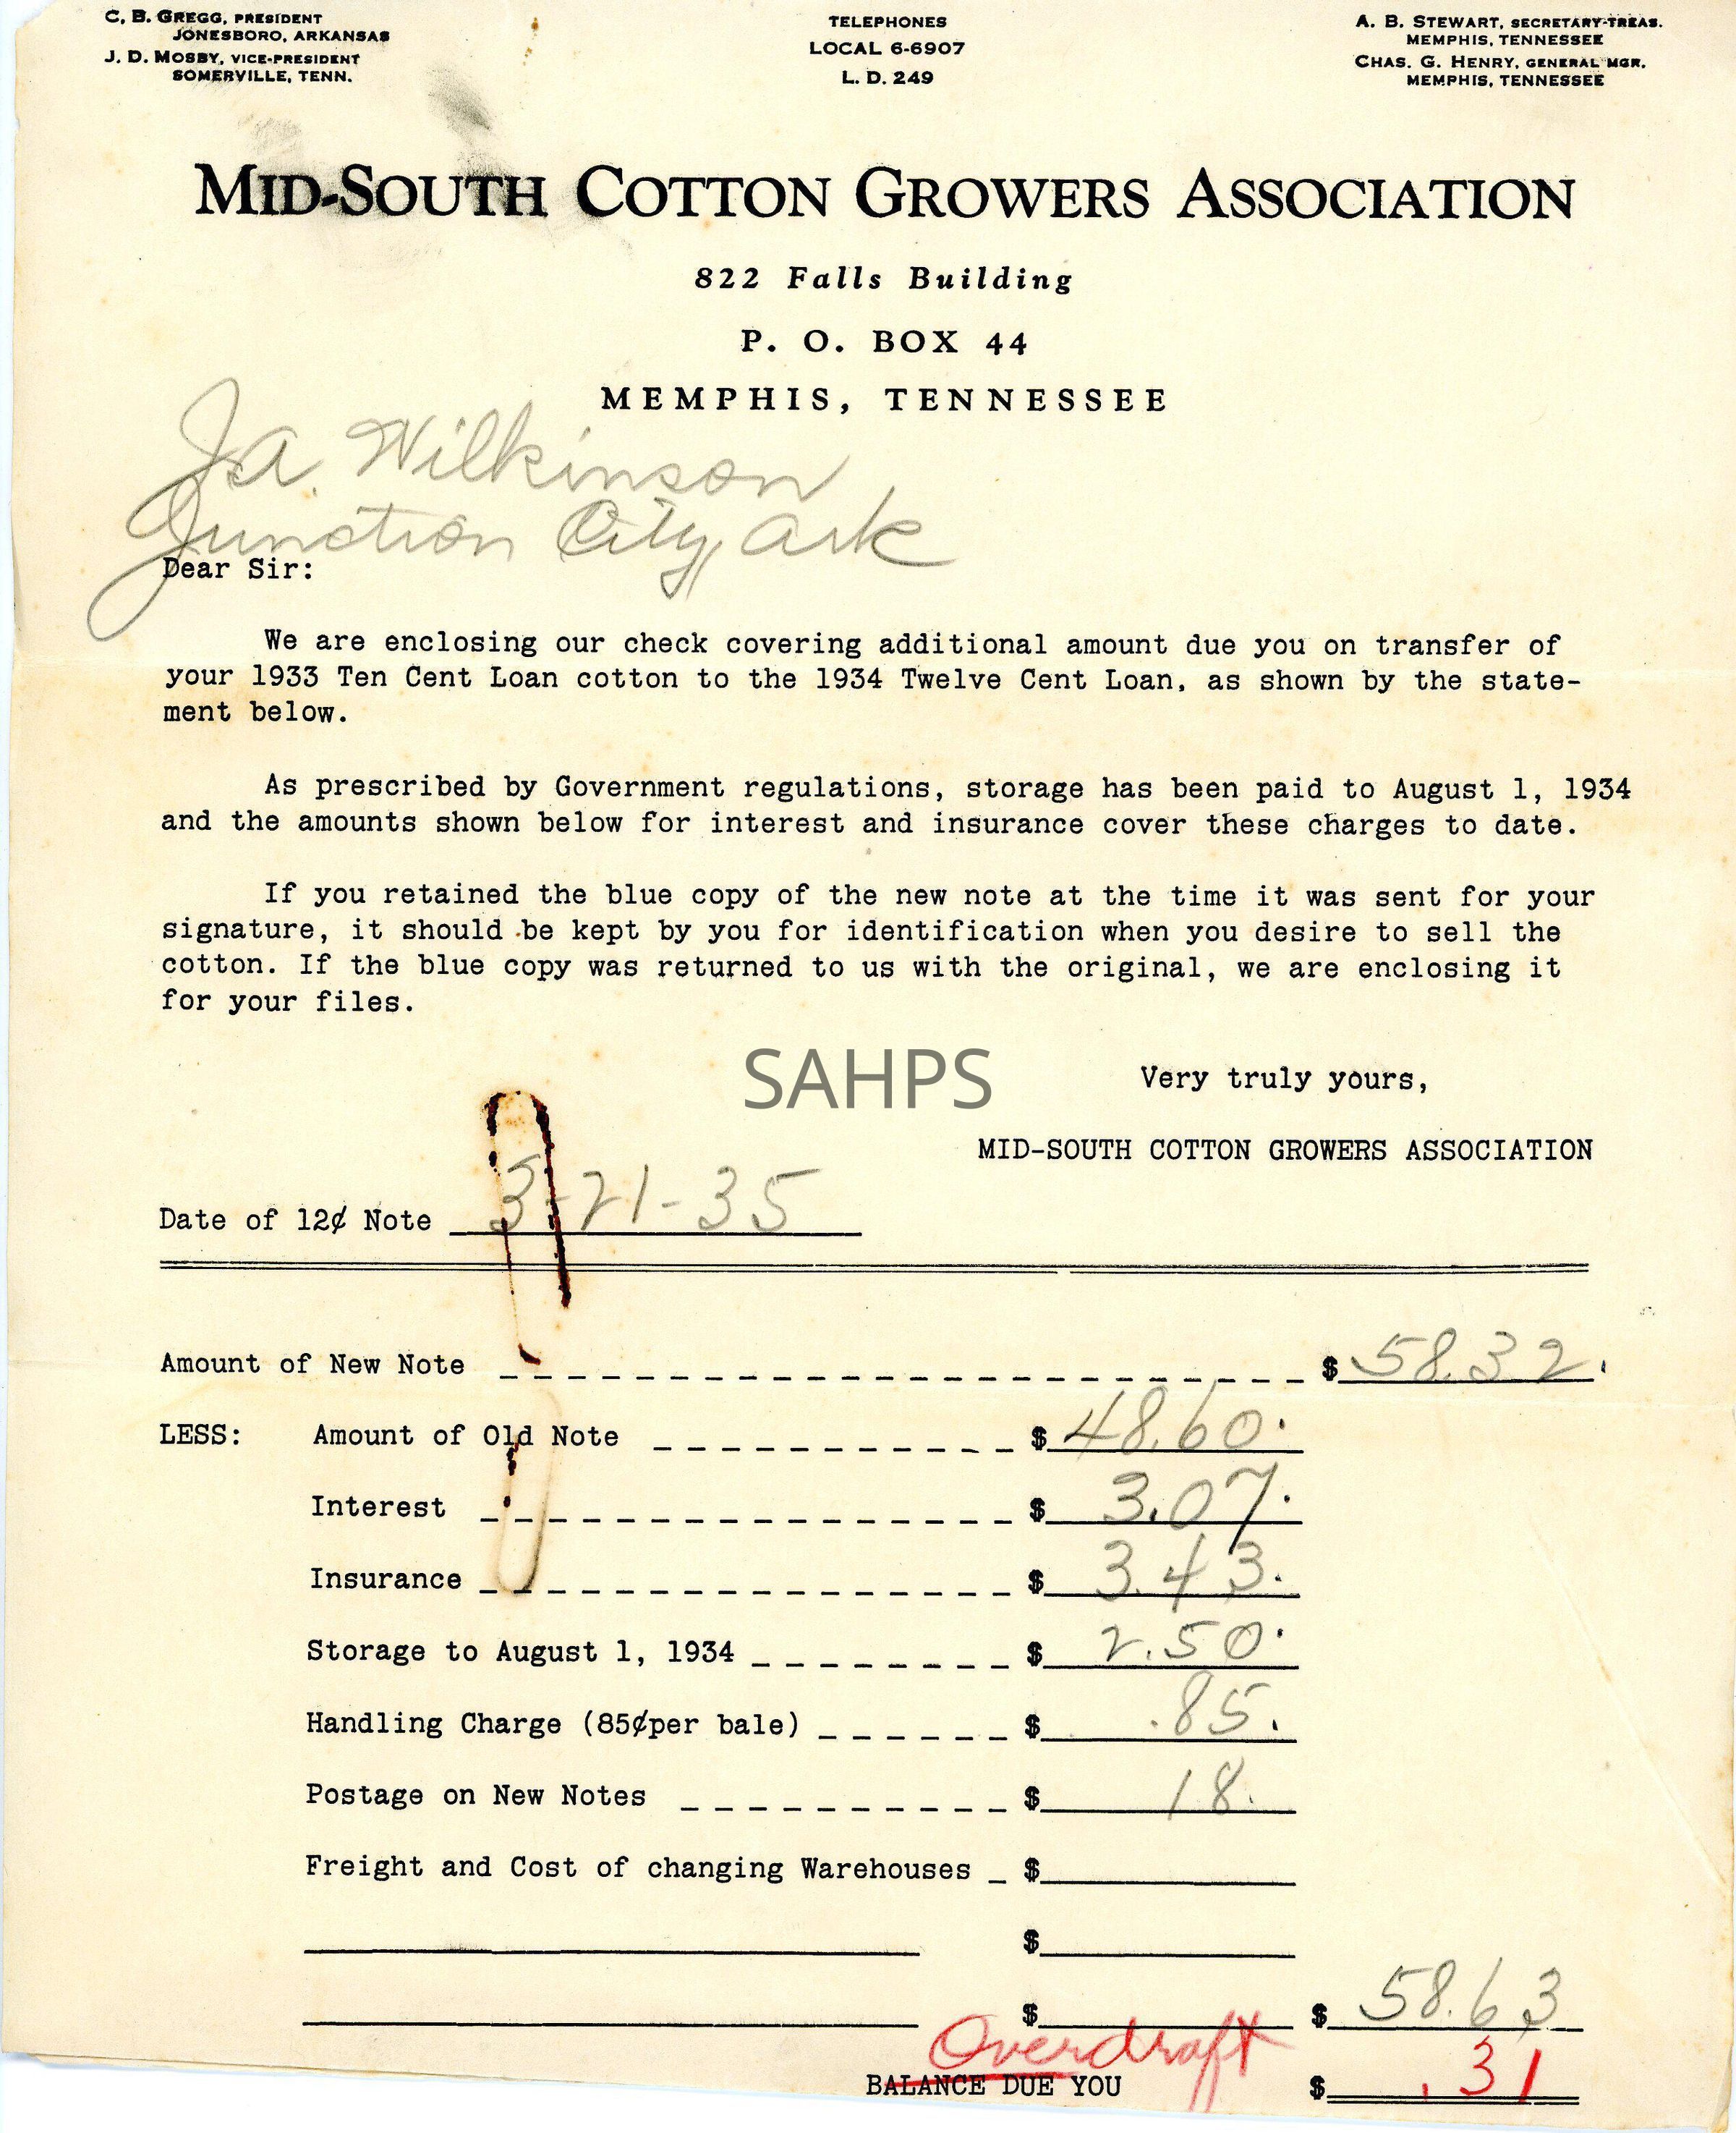 C. B. GREGG, PRESIDENT
JONESBORO, ARKANSAS
J. D. MOSBY, VICE-PRESIDENT
SOMERVILLE, TENN.
TELEPHONES
LOCAL 6-6907
L. D. 249
A. B. STEWART, SECRETARY-TREAS.
MEMPHIS, TENNESSEE
CHAS. G. HENRY, GENERAL MGR.
MEMPHIS, TENNESSEE
MID-SOUTH COTTON GROWERS ASSOCIATION
822 Falls Building
P. O. BOX 44
MEMPHIS, TENNESSEE
J.A. Wilkinson
Junction City, Ark
Dear Sir:
We are enclosing our check covering additional amount due you on transfer of
your 1933 Ten Cent Loan cotton to the 1934 Twelve Cent Loan, as shown by the state-
ment below.
As prescribed by Government regulations, storage has been paid to August 1, 1934
and the amounts shown below for interest and insurance cover these charges to date.
If you retained the blue copy of the new note at the time it was sent for your
signature, it should be kept by you for identification when you desire to sell the
cotton. If the blue copy was returned to us with the original, we are enclosing it
for your files.
SAHPS
Very truly yours,
MID-SOUTH COTTON GROWERS ASSOCIATION
Date of 12¢ Note 3-21-35
Amount of New Note $ 58.32
LESS: Amount of Old Note $ 48.60
Interest $ 3.07
Insurance $ 3.43
Storage to August 1, 1934 $ 2.50
Handling Charge (85¢per bale) $ .85
Postage on New Notes $ 18
Freight and Cost of changing Warehouses $
$
$ $ 58.63
Overdraft
BALANCE DUE YOU $ .31